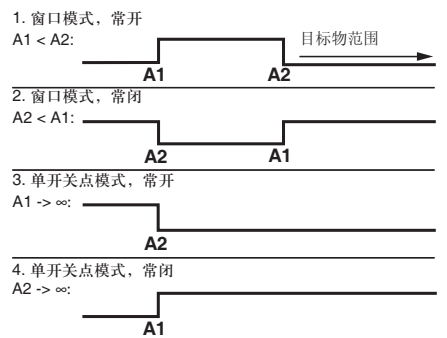 1. 窗口模式，常开
A1 < A2:
目标物范围
A1 A2
2. 窗口模式，常闭
A2 < A1:
A2 A1
3. 单开关点模式，常开
A1 -> ∞:
A2
4. 单开关点模式，常闭
A2 -> ∞:
A1